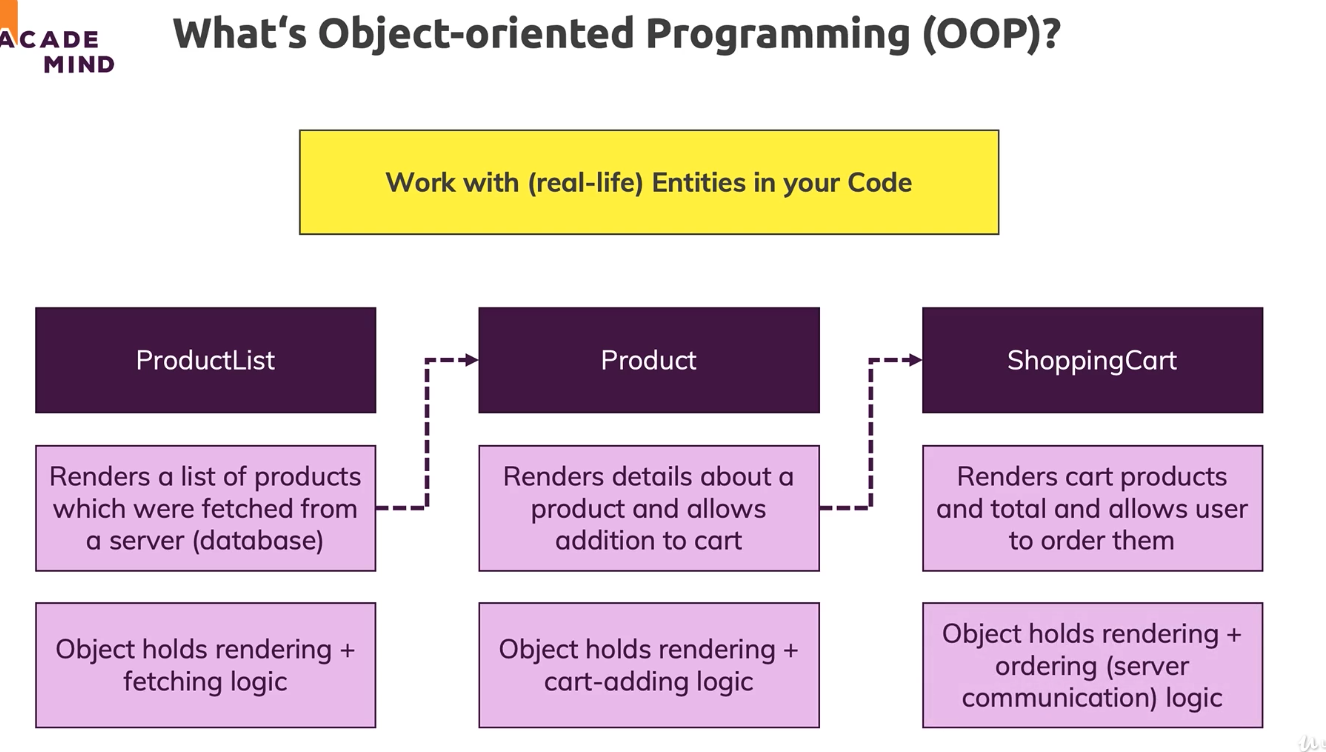 ACADE
MIND
What‘s Object-oriented Programming (OOP)?
Work with (real-life) Entities in your Code
ProductList
Product
ShoppingCart
Renders a list of products
which were fetched from
a server (database)
Renders details about a
product and allows
addition to cart
Renders cart products
and total and allows user
to order them
Object holds rendering +
fetching logic
Object holds rendering +
cart-adding logic
Object holds rendering +
ordering (server
communication) logic